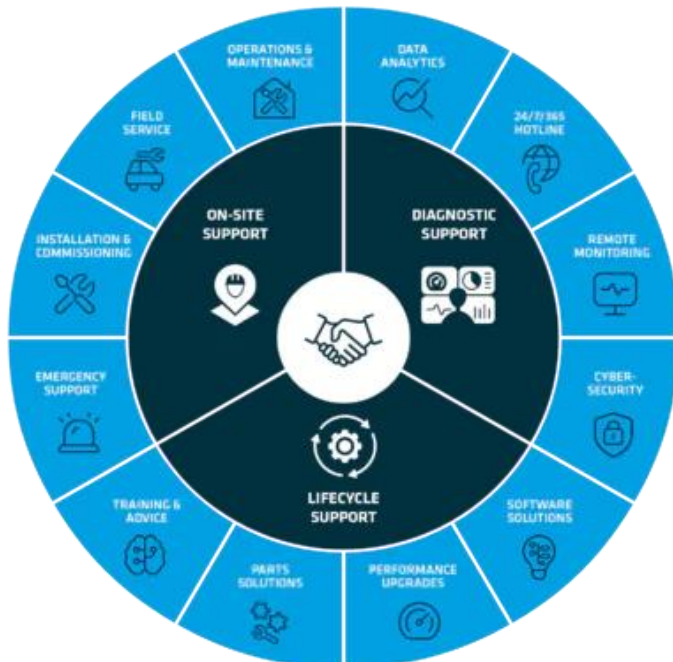 OPERATIONS &
MAINTENANCE
DATA
ANALYTICS
24/7/365
HOTLINE
REMOTE
MONITORING
CYBER-
SECURITY
SOFTWARE
SOLUTIONS
PERFORMANCE
UPGRADES
PARTS
SOLUTIONS
TRAINING &
ADVICE
EMERGENCY
SUPPORT
INSTALLATION &
COMMISSIONING
FIELD
SERVICE
ON-SITE
SUPPORT
DIAGNOSTIC
SUPPORT
LIFECYCLE
SUPPORT